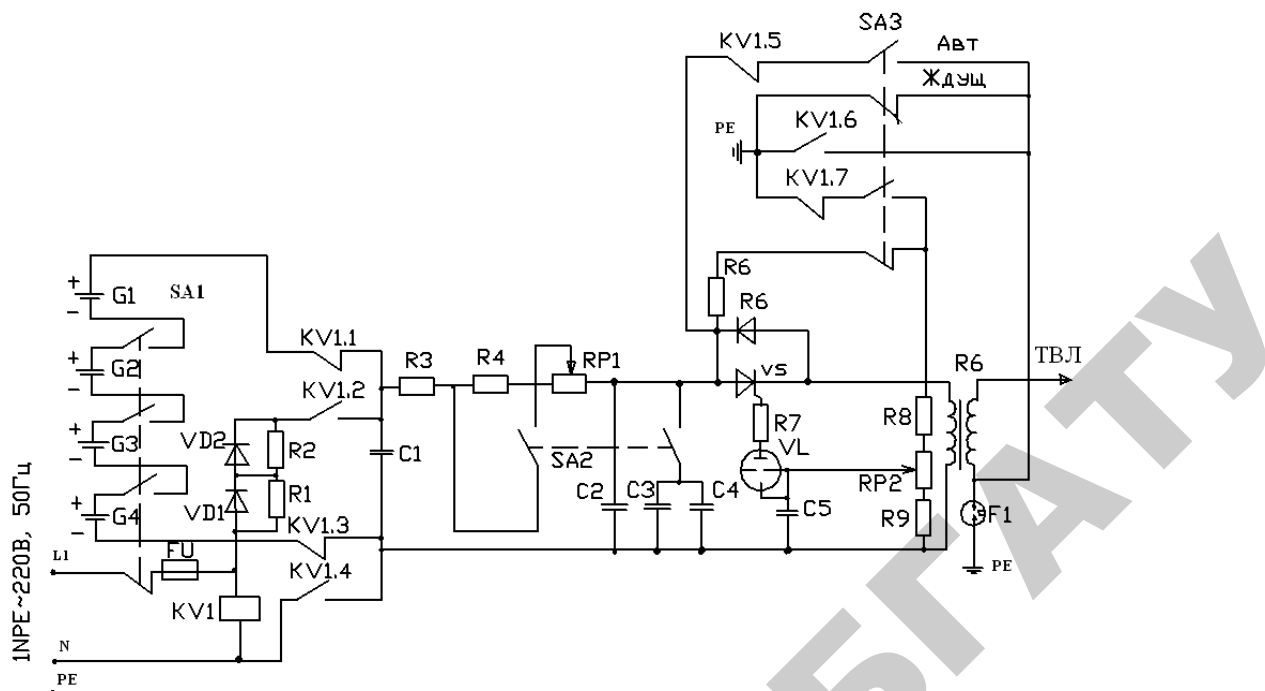 SA3
KV1.5
Авт
Ждущ
PE
KV1.6
KV1.7
+
-
G1
SA1
R6
R6
+
-
G2
KV1.1
R3
R4
RP1
VS
R6
ТВЛ
KV1.2
+
-
G3
VD2
R2
C1
SA2
R7
VL
R8
RP2
+
-
G4
VD1
R1
KV1.3
C2
C3
C4
C5
R9
F1
L1
FU
KV1.4
PE
KV1
N
PE
1NPE~220В, 50Гц
БГАТУ